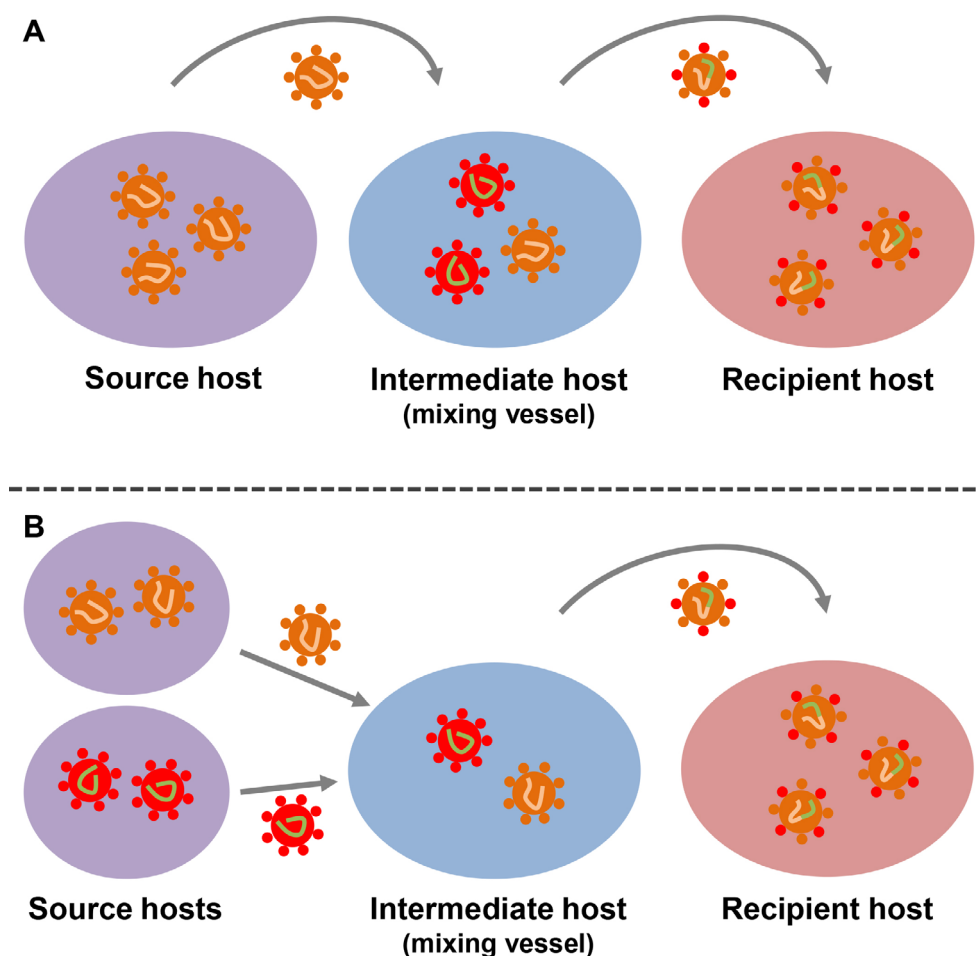 A
Source host
Intermediate host
(mixing vessel)
Recipient host
B
Source hosts
Intermediate host
(mixing vessel)
Recipient host